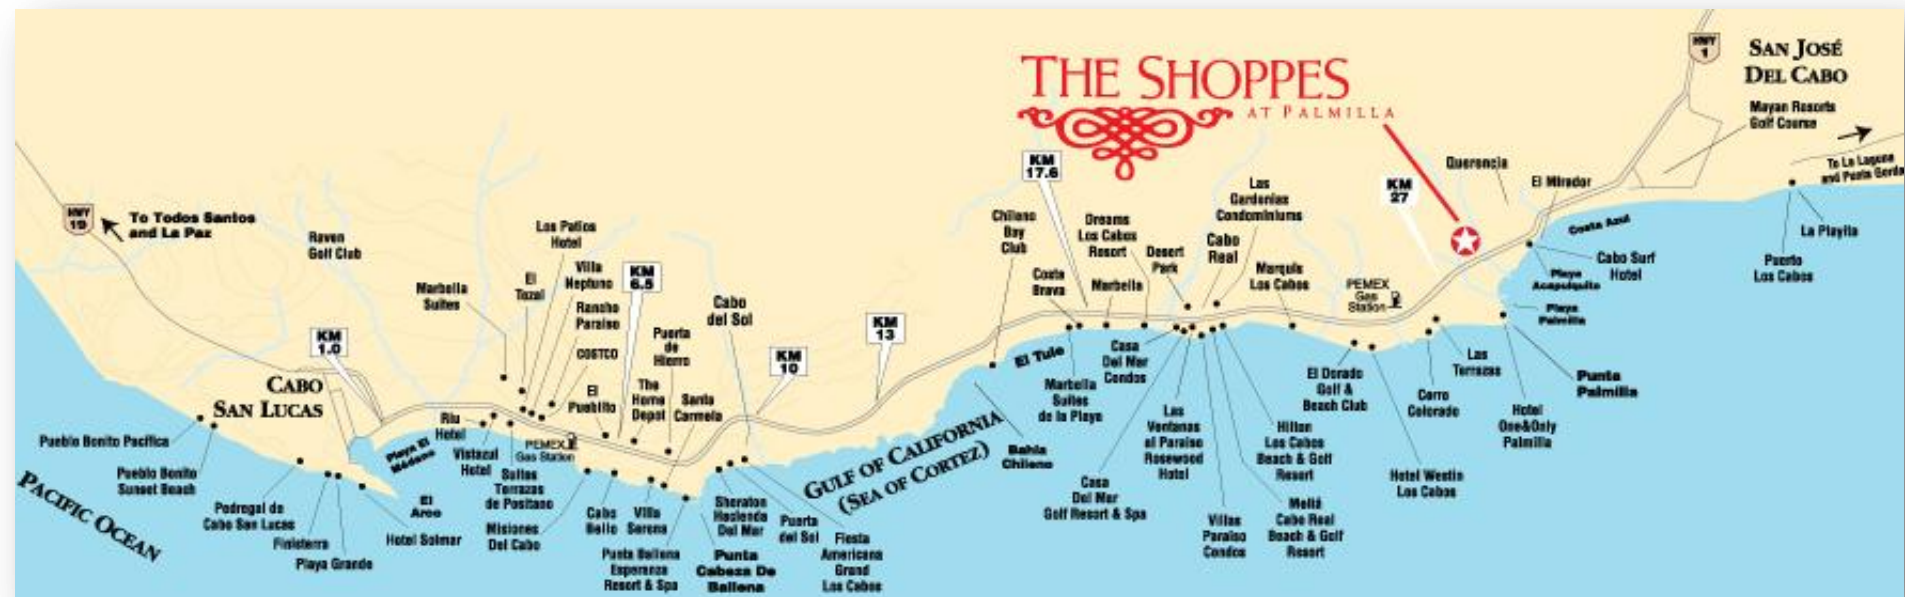 THE SHOPPES
AT PALMILLA
HWY
1
SAN JOSÉ
DEL CABO
Mayan Resorts
Golf Course
To La Laguna
and Punta Gorda
La Playita
Puerto
Los Cabos
HWY
19
To Todos Santos
and La Paz
Raven
Golf Club
KM
1.0
CABO
SAN LUCAS
Marbella
Suites
El
Tezal
Los Patios
Hotel
Villa
Neptuno
Rancho
Paraiso
COSTCO
KM
6.5
El
Pueblito
The
Home
Depot
Puerta
de
Hierro
Santa
Carmela
Cabo
del Sol
KM
10
KM
13
Chileno
Bay
Club
KM
17.6
Costa
Brava
Dreams
Los Cabos
Resort
Marbella
Desert
Park
Cabo
Real
Las
Gardenias
Condominiums
Marquis
Los Cabos
PEMEX
Gas
Station
KM
27
Querencia
El Mirador
Costa Azul
Cabo Surf
Hotel
Playa
Acapulquito
Playa
Palmilla
Punta
Palmilla
Hotel
One&Only
Palmilla
Las
Terrazas
Cerro
Colorado
Hotel Westin
Los Cabos
El Dorado
Golf &
Beach Club
Hilton
Los Cabos
Beach & Golf
Resort
Meliá
Cabo Real
Beach & Golf
Resort
Villas
Paraiso
Condos
Las
Ventanas
al Paraiso
Rosewood
Hotel
Casa
Del Mar
Golf Resort & Spa
Casa
Del Mar
Condos
Marbella
Suites
de la Playa
El Tule
Bahia
Chileno
GULF OF CALIFORNIA
(SEA OF CORTEZ)
Fiesta
Americana
Grand
Los Cabos
Puerta
del Sol
Sheraton
Hacienda
Del Mar
Punta
Cabeza De
Ballena
Punta Ballena
Esperanza
Resort & Spa
Villa
Serena
Cabo
Bello
Misiones
Del Cabo
PEMEX
Gas Station
Suites
Terrazas
de Positano
Vistazul
Hotel
Riu
Hotel
Playa El
Médano
El
Arco
Hotel Solmar
Playa Grande
Finisterra
Pedregal de
Cabo San Lucas
Pueblo Bonito
Sunset Beach
Pueblo Bonito Pacifica
PACIFIC OCEAN